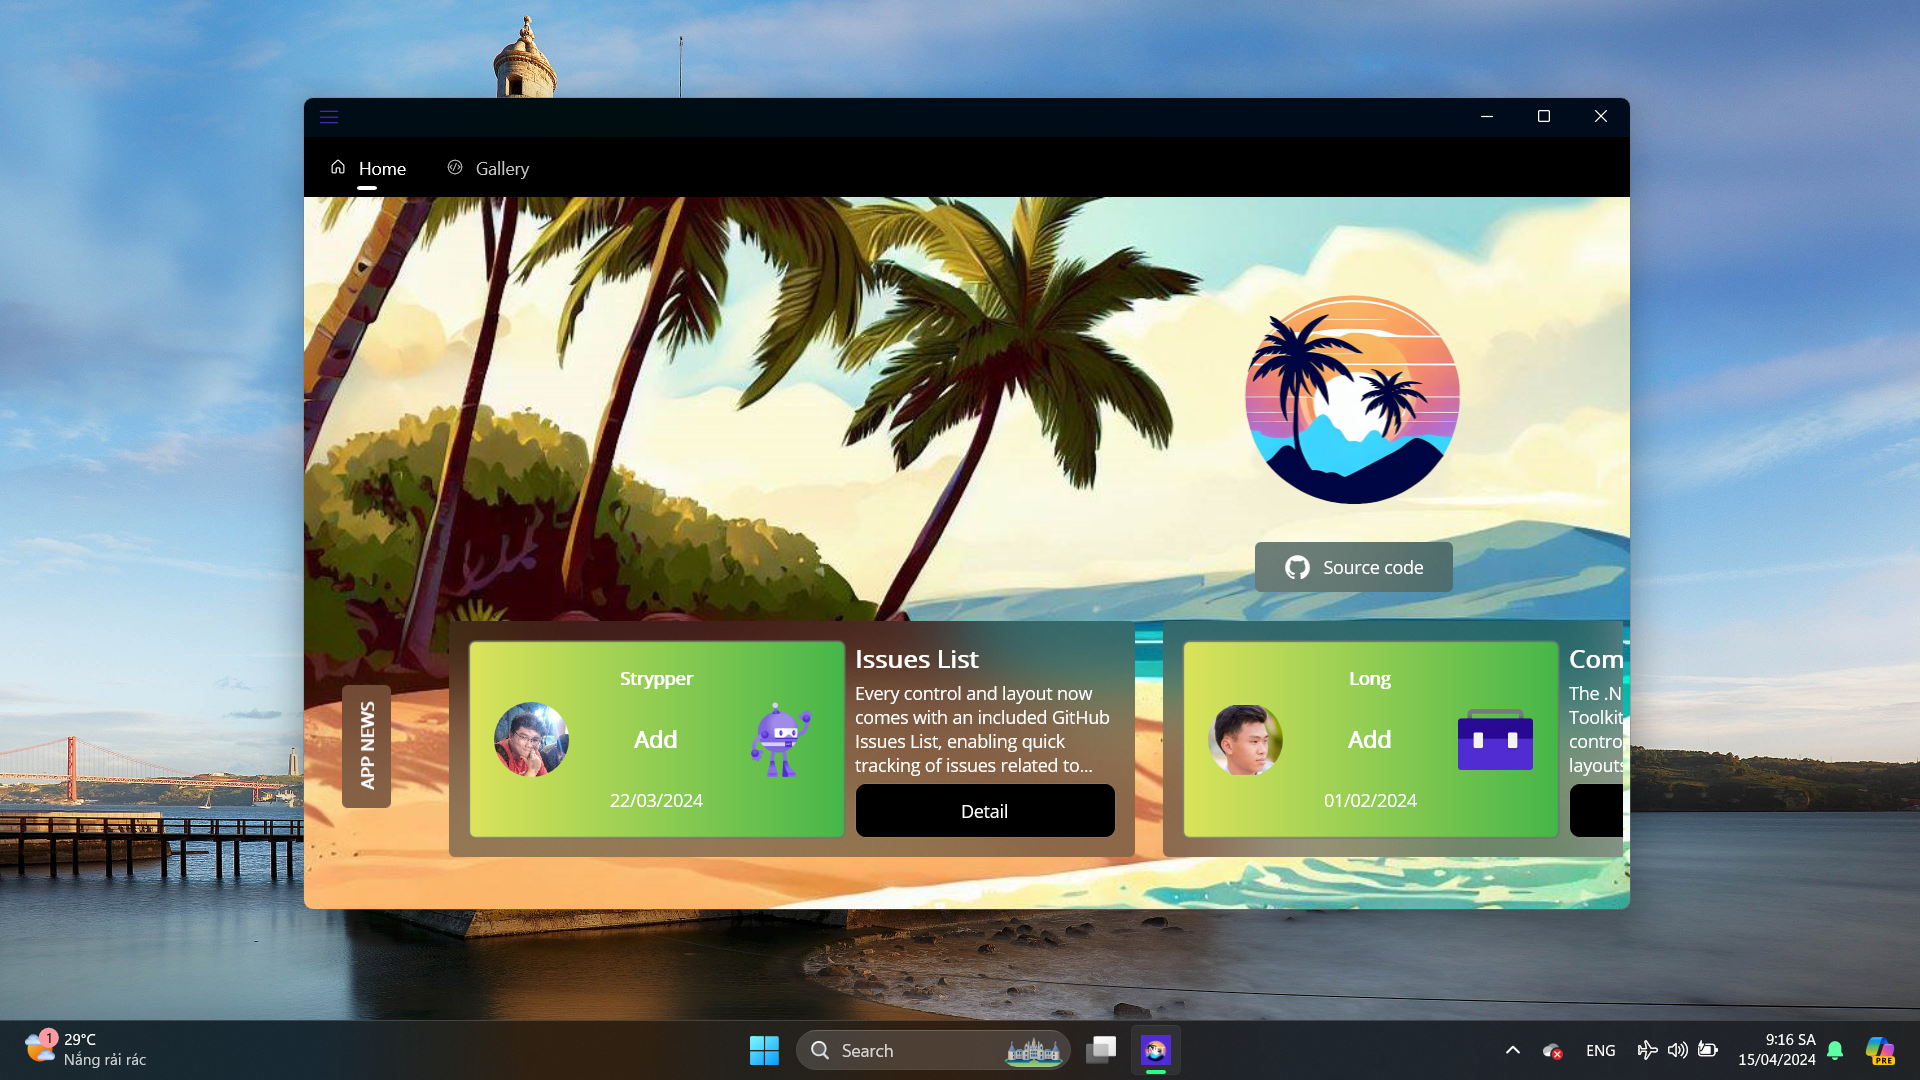 Home
Gallery
Source code
APP NEWS
Strypper
Add
22/03/2024
Issues List
Every control and layout now
comes with an included GitHub
Issues List, enabling quick
tracking of issues related to...
Detail
Long
Add
01/02/2024
Com
The .N
Toolkit
contro
layouts
1
29°C
Nắng rải rác
Search
ENG
9:16 SA
15/04/2024
PRE